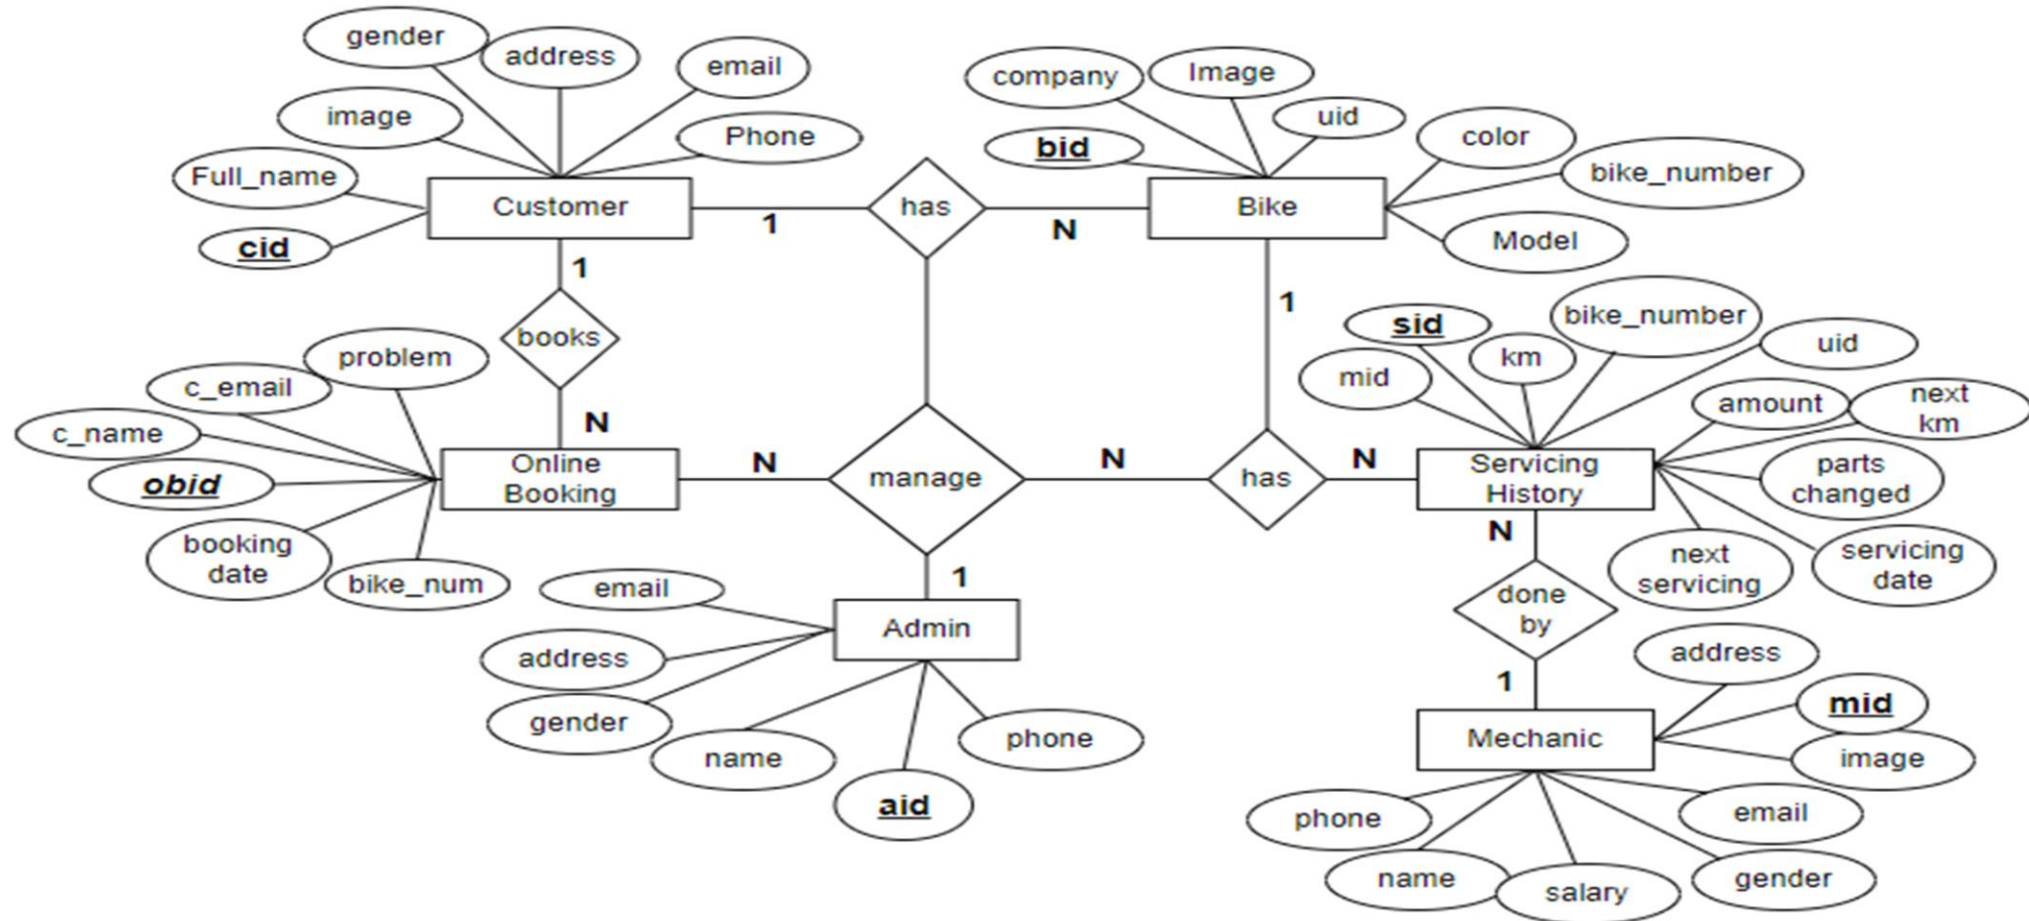 gender
address
email
image
Phone
Full_name
cid
Customer
1
has
N
company
Image
uid
bid
color
bike_number
Model
Bike
1
books
N
1
problem
c_email
c_name
obid
booking
date
bike_num
Online
Booking
N
manage
N
has
N
1
sid
bike_number
km
uid
mid
amount
next
km
parts
changed
servicing
date
next
servicing
Servicing
History
N
done
by
1
email
address
gender
name
aid
phone
Admin
address
mid
image
Mechanic
email
phone
name
salary
gender